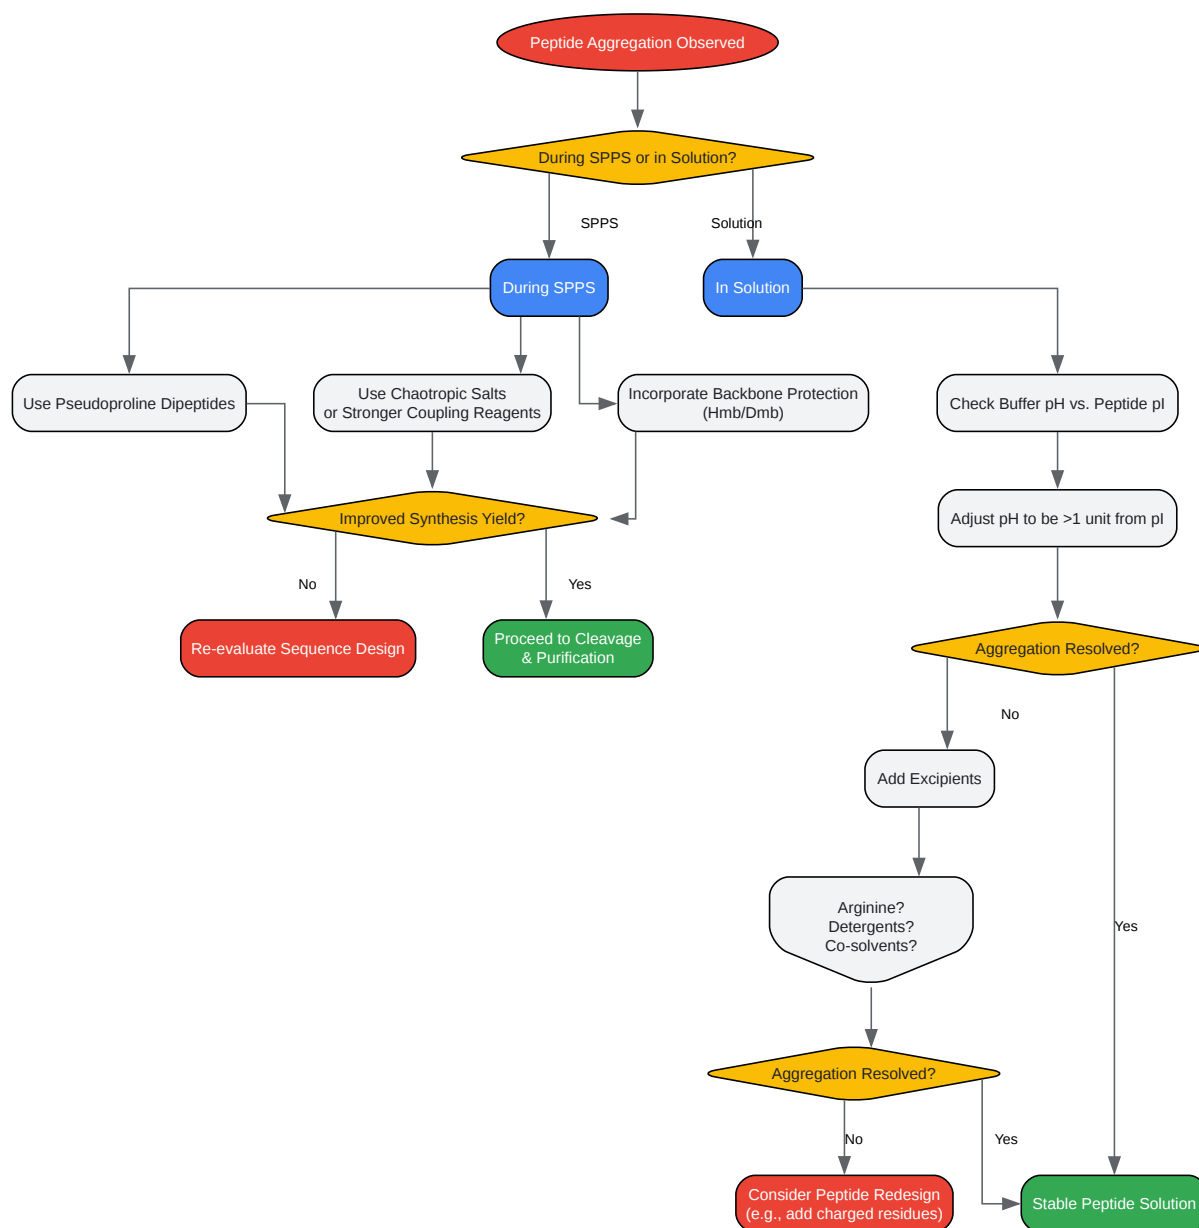 Peptide Aggregation Observed
During SPPS or in Solution?
SPPS
Solution
During SPPS
In Solution
Use Pseudoproline Dipeptides
Use Chaotropic Salts
or Stronger Coupling Reagents
Incorporate Backbone Protection
(Hmb/Dmb)
Check Buffer pH vs. Peptide pI
Improved Synthesis Yield?
Adjust pH to be >1 unit from pI
No
Yes
Re-evaluate Sequence Design
Proceed to Cleavage
& Purification
Aggregation Resolved?
No
Add Excipients
Arginine?
Detergents?
Co-solvents?
Yes
Aggregation Resolved?
No
Yes
Consider Peptide Redesign
(e.g., add charged residues)
Stable Peptide Solution